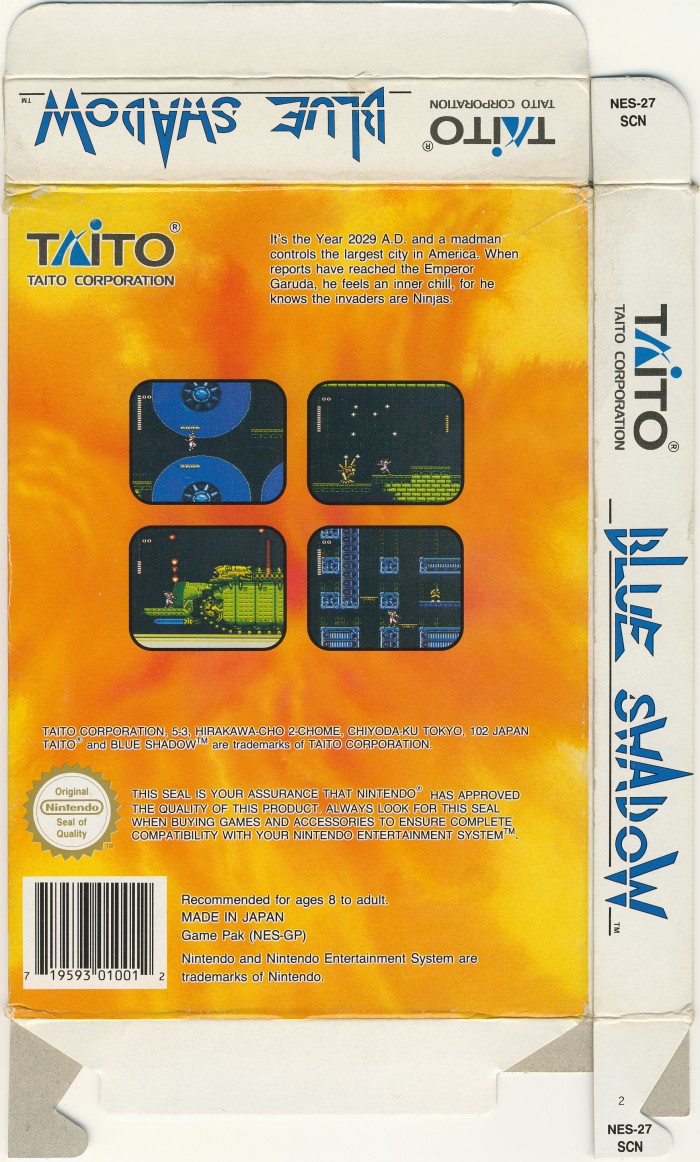 BLUE SHADOW™
TAITO®
TAITO CORPORATION
NES-27
SCN
TAITO®
TAITO CORPORATION
It's the Year 2029 A.D. and a madman
controls the largest city in America. When
reports have reached the Emperor
Garuda, he feels an inner chill, for he
knows the invaders are Ninjas.
TAITO CORPORATION, 5-3, HIRAKAWA-CHO 2-CHOME, CHIYODA-KU TOKYO, 102 JAPAN
TAITO® and BLUE SHADOW™ are trademarks of TAITO CORPORATION.
Original
Nintendo
Seal of
Quality
TM
THIS SEAL IS YOUR ASSURANCE THAT NINTENDO® HAS APPROVED
THE QUALITY OF THIS PRODUCT. ALWAYS LOOK FOR THIS SEAL
WHEN BUYING GAMES AND ACCESSORIES TO ENSURE COMPLETE
COMPATIBILITY WITH YOUR NINTENDO ENTERTAINMENT SYSTEM™.
7 19593 01001 2
Recommended for ages 8 to adult.
MADE IN JAPAN
Game Pak (NES-GP)
Nintendo and Nintendo Entertainment System are
trademarks of Nintendo.
TAITO®
TAITO CORPORATION
BLUE SHADOW™
2
NES-27
SCN